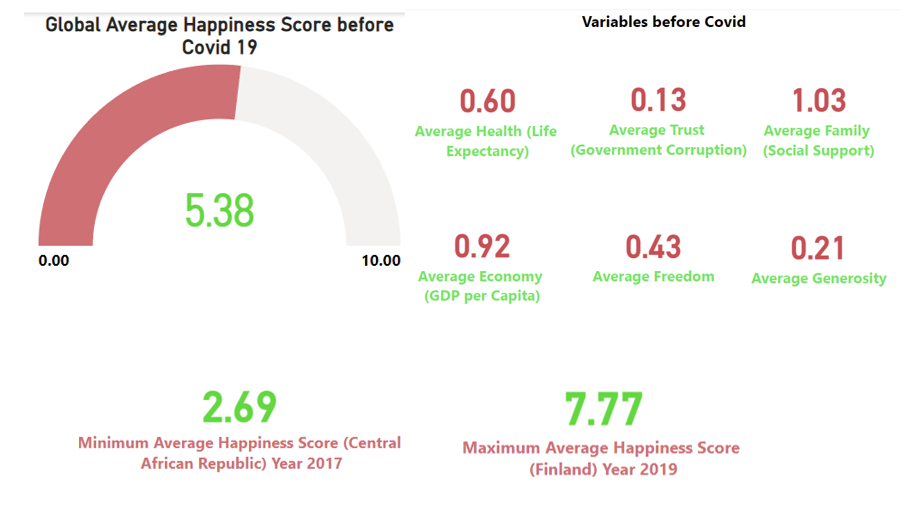 Global Average Happiness Score before
Covid 19
5.38
0.00
10.00
Variables before Covid
0.60
Average Health (Life
Expectancy)
0.13
Average Trust
(Government Corruption)
1.03
Average Family
(Social Support)
0.92
Average Economy
(GDP per Capita)
0.43
Average Freedom
0.21
Average Generosity
2.69
Minimum Average Happiness Score (Central
African Republic) Year 2017
7.77
Maximum Average Happiness Score
(Finland) Year 2019